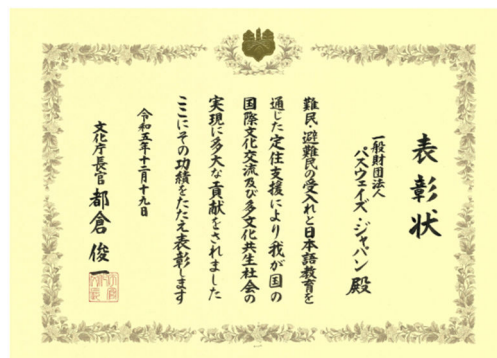 表彰状
一般財団法人
パスウェイズ・ジャパン 殿
難民・避難民の受入れと日本語教育を
通じた定住支援により我が国の
国際文化交流及び多文化共生社会の
実現に多大な貢献をされました
ここにその功績をたたえ表彰します
令和五年十二月十九日
文化庁長官 都倉俊一